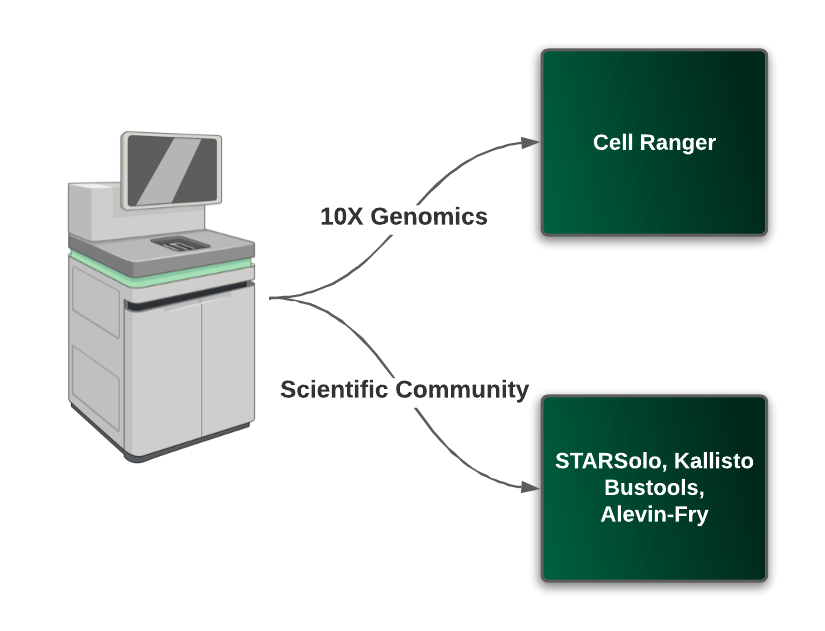 Cell Ranger
10X Genomics
Scientific Community
STARSolo, Kallisto
Bustools,
Alevin-Fry